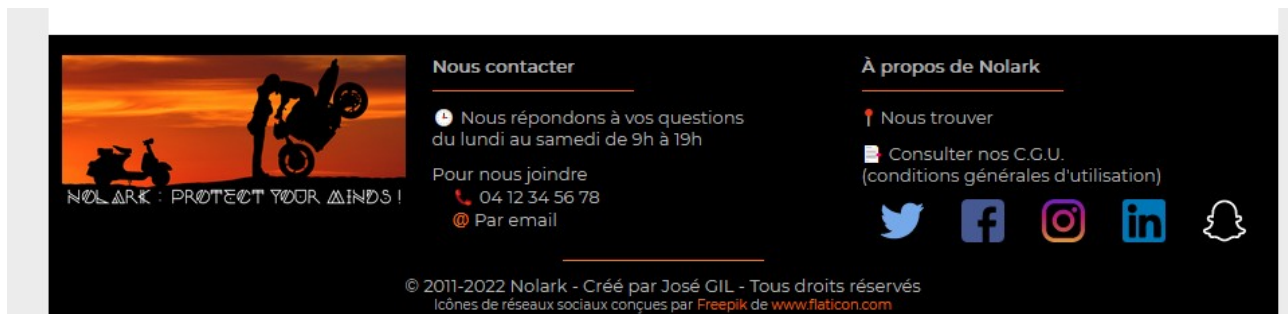 NOLARK : PROTECT YOUR MINDS !
Nous contacter
🕒 Nous répondons à vos questions
du lundi au samedi de 9h à 19h
Pour nous joindre
📞 04 12 34 56 78
@ Par email
À propos de Nolark
📍 Nous trouver
📑 Consulter nos C.G.U.
(conditions générales d'utilisation)
© 2011-2022 Nolark - Créé par José GIL - Tous droits réservés
Icônes de réseaux sociaux conçues par Freepik de www.flaticon.com